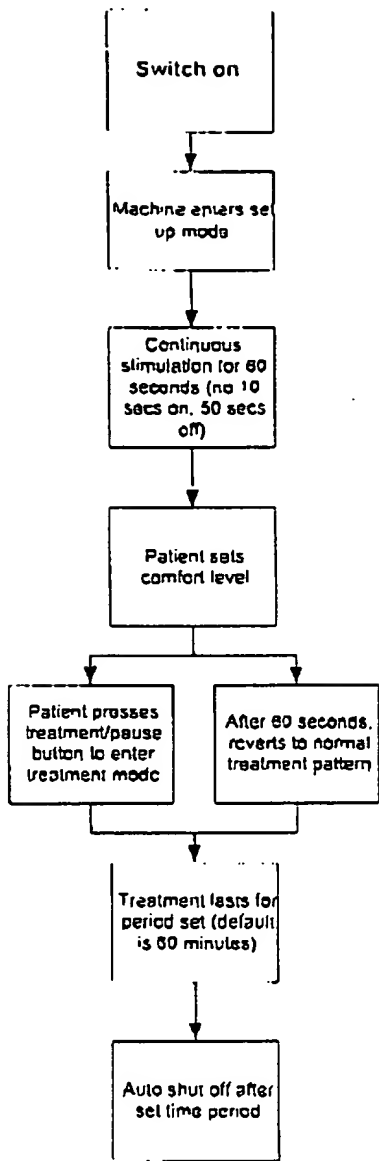 Switch on
Machine enters set
up mode
Continuous
stimulation for 60
seconds (no 10
secs on, 50 secs
off)
Patient sets
comfort level
Patient presses
treatment/pause
button to enter
treatment mode
After 60 seconds,
reverts to normal
treatment pattern
Treatment lasts for
period set (default
is 60 minutes)
Auto shut off after
set time period